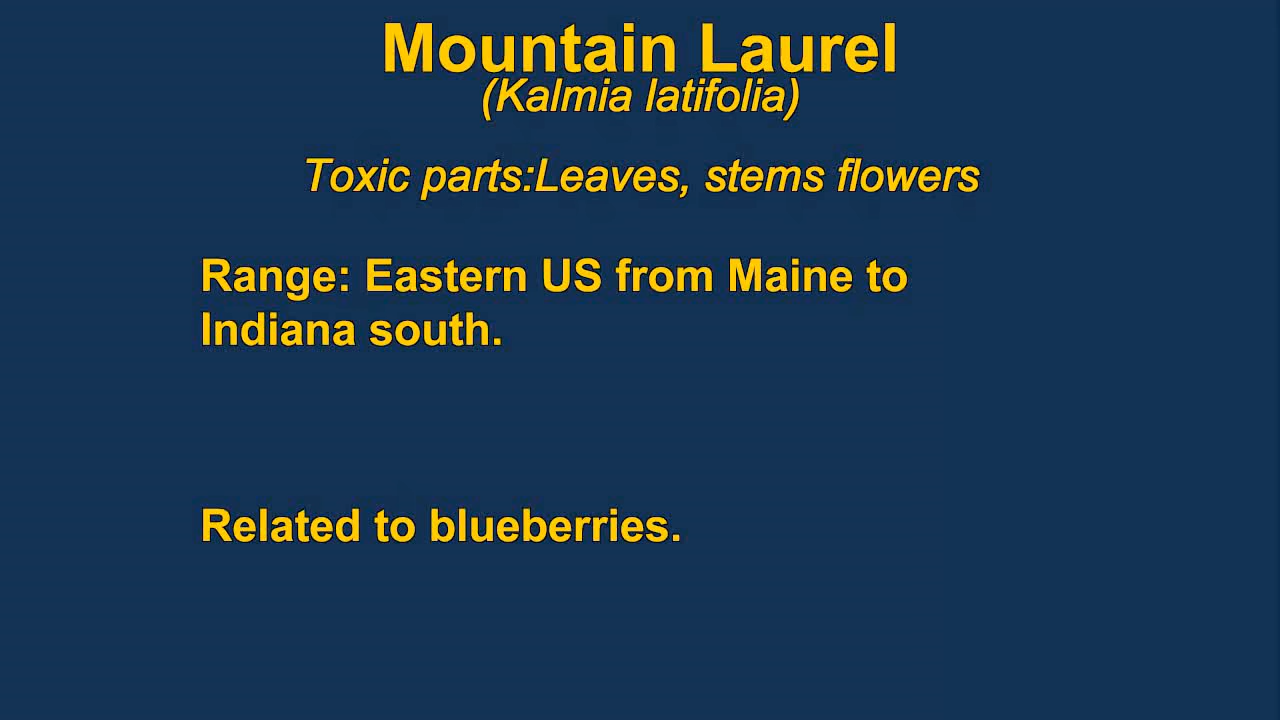 Mountain Laurel
(Kalmia latifolia)
Toxic parts:Leaves, stems flowers
Range: Eastern US from Maine to
Indiana south.
Related to blueberries.